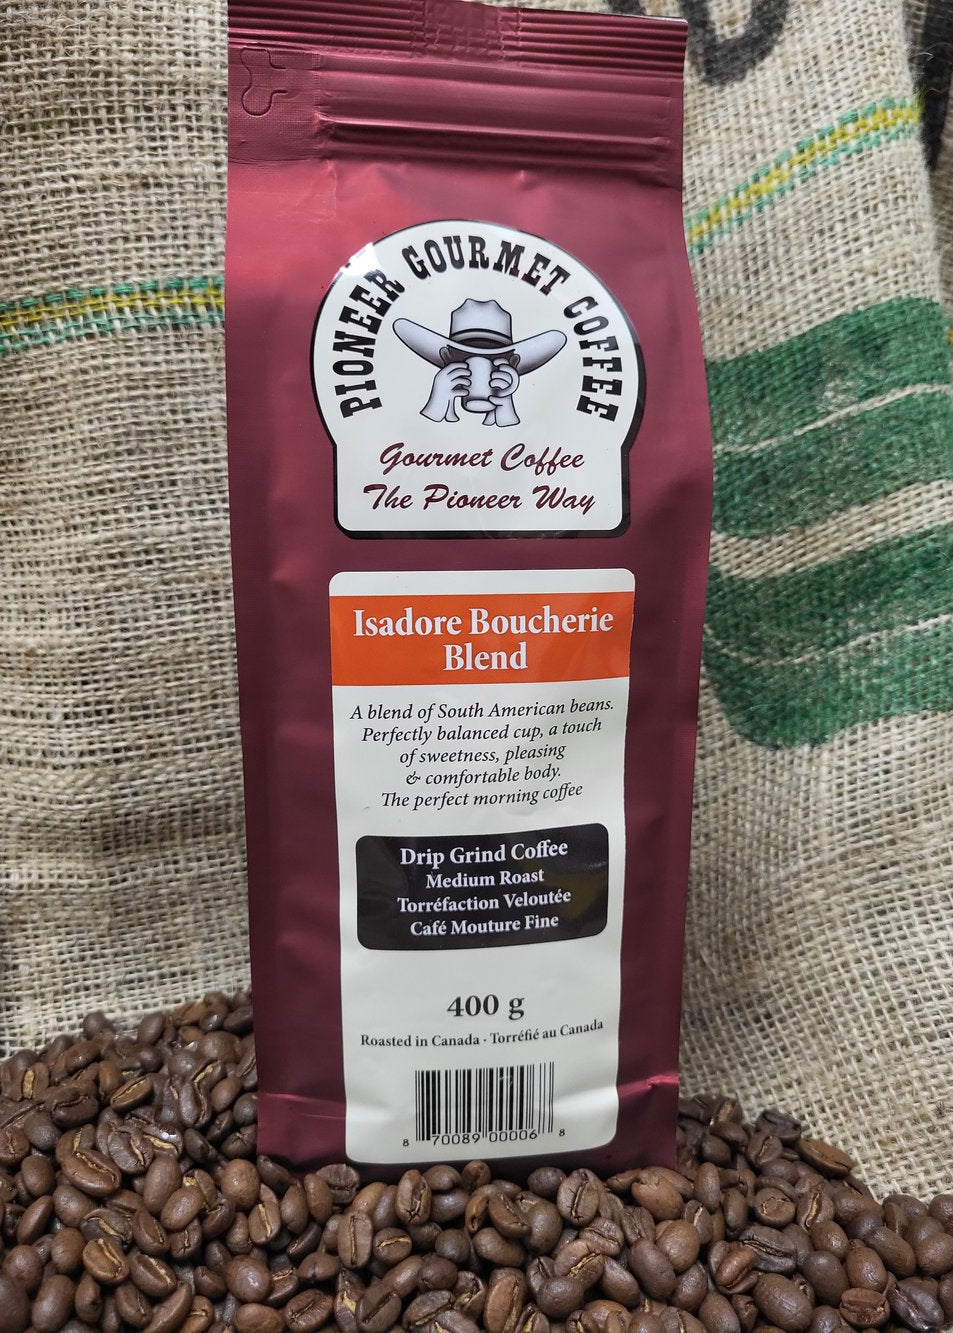 PIONEER GOURMET COFFEE
Gourmet Coffee
The Pioneer Way
Isadore Boucherie
Blend
A blend of South American beans.
Perfectly balanced cup, a touch
of sweetness, pleasing
& comfortable body.
The perfect morning coffee
Drip Grind Coffee
Medium Roast
Torréfaction Veloutée
Café Mouture Fine
400 g
Roasted in Canada · Torréfié au Canada
8 70089 00006 8